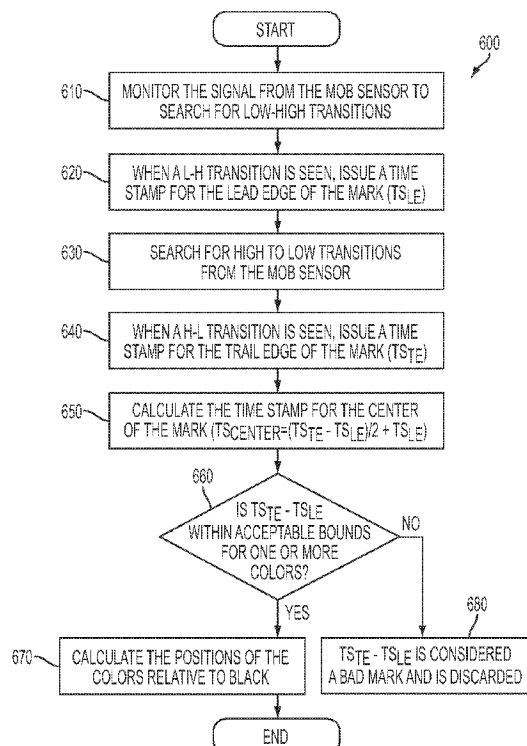 START
600
610
MONITOR THE SIGNAL FROM THE MOB SENSOR TO
SEARCH FOR LOW-HIGH TRANSITIONS
620
WHEN A L-H TRANSITION IS SEEN, ISSUE A TIME
STAMP FOR THE LEAD EDGE OF THE MARK (TSLE)
630
SEARCH FOR HIGH TO LOW TRANSITIONS
FROM THE MOB SENSOR
640
WHEN A H-L TRANSITION IS SEEN, ISSUE A TIME
STAMP FOR THE TRAIL EDGE OF THE MARK (TSTE)
650
CALCULATE THE TIME STAMP FOR THE CENTER
OF THE MARK (TSCENTER=(TSTE - TSLE)/2 + TSLE)
660
IS TSTE - TSLE
WITHIN ACCEPTABLE BOUNDS
FOR ONE OR MORE
COLORS?
NO
YES
670
CALCULATE THE POSITIONS OF THE
COLORS RELATIVE TO BLACK
680
TSTE - TSLE IS CONSIDERED
A BAD MARK AND IS DISCARDED
END